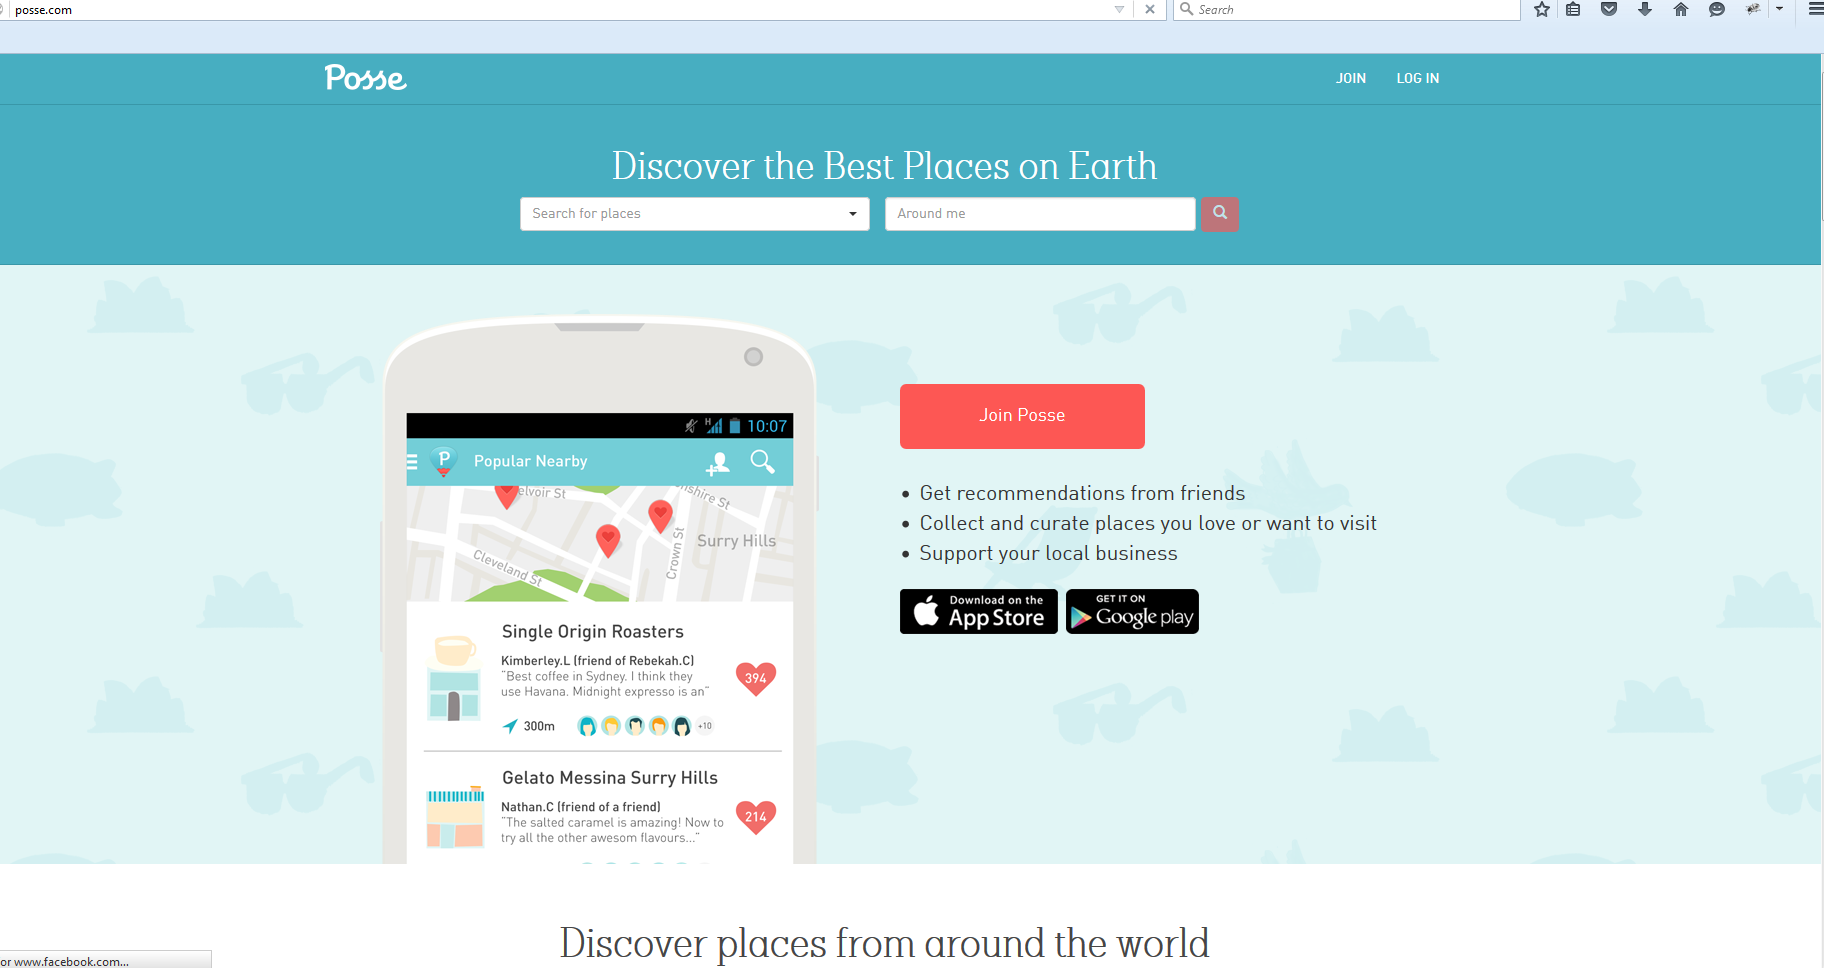 posse.com
Search
Posse
JOIN
LOG IN
Discover the Best Places on Earth
Search for places
Around me
10:07
H
P
Popular Nearby
elvoir St
nshire St
Surry Hills
Crown St
Cleveland St
Single Origin Roasters
Kimberley.L (friend of Rebekah.C)
"Best coffee in Sydney. I think they
use Havana. Midnight expresso is an"
394
300m
+10
Gelato Messina Surry Hills
Nathan.C (friend of a friend)
"The salted caramel is amazing! Now to
try all the other awesom flavours..."
214
Join Posse
• Get recommendations from friends
• Collect and curate places you love or want to visit
• Support your local business
Download on the
App Store
GET IT ON
Google play
Discover places from around the world
or www.facebook.com...